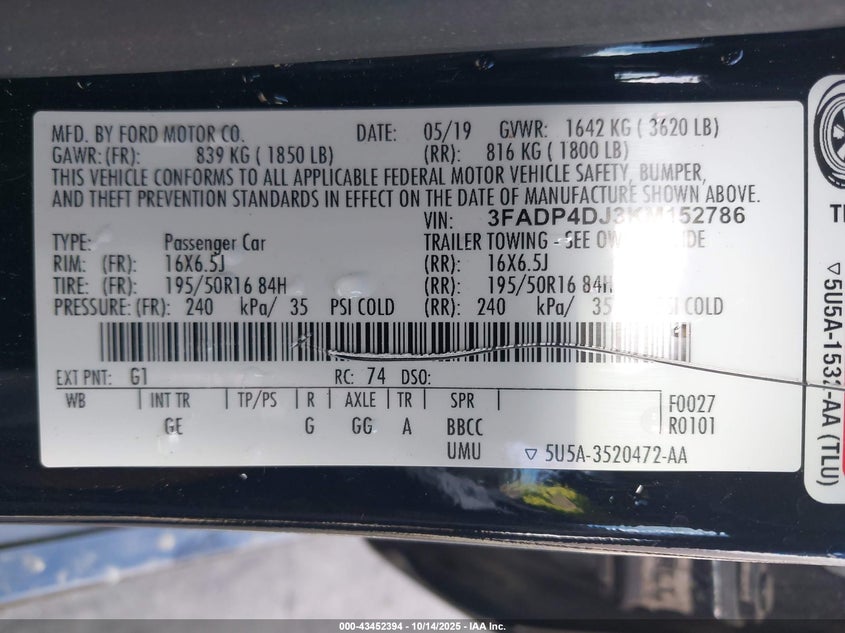 MFD. BY FORD MOTOR CO. DATE: 05/19 GVWR: 1642 KG ( 3620 LB)
GAWR: (FR): 839 KG ( 1850 LB) (RR): 816 KG ( 1800 LB)
THIS VEHICLE CONFORMS TO ALL APPLICABLE FEDERAL MOTOR VEHICLE SAFETY, BUMPER,
AND THEFT PREVENTION STANDARDS IN EFFECT ON THE DATE OF MANUFACTURE SHOWN ABOVE.
VIN: 3FADP4DJ3KM152786
TYPE: Passenger Car TRAILER TOWING - SEE
RIM: (FR): 16X6.5J (RR): 16X6.5J
TIRE: (FR): 195/50R16 84H (RR): 195/50R16 84H
PRESSURE: (FR): 240 kPa/ 35 PSI COLD (RR): 240 kPa/ 35 PSI COLD
EXT PNT: G1 RC: 74 DSO:
WB INT TR TP/PS R AXLE TR SPR F0027
GE G GG A BBCC R0101
UMU ▽ 5U5A-3520472-AA
▽ 5U5A-1532-AA (TLU)
000-43452394 - 10/14/2025 - IAA Inc.